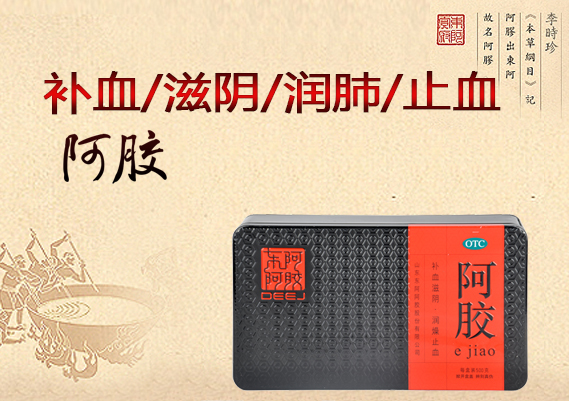 李時珍
《本草綱目》記
阿膠出東阿
故名阿膠
补血/滋阴/润肺/止血
阿胶
东阿
阿胶
DEEJ
OTC
补血滋阴 润燥止血
阿胶
e jiao